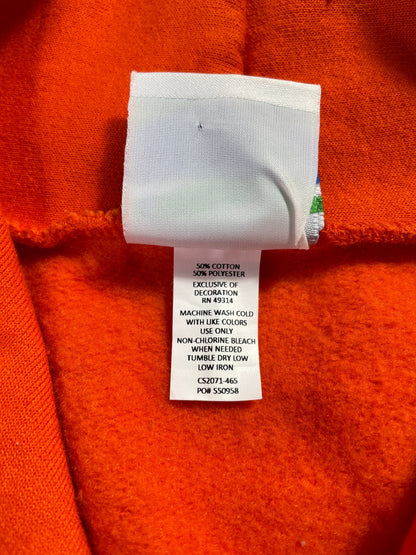 50% COTTON
50% POLYESTER
EXCLUSIVE OF
DECORATION
RN 49314
MACHINE WASH COLD
WITH LIKE COLORS
USE ONLY
NON-CHLORINE BLEACH
WHEN NEEDED
TUMBLE DRY LOW
LOW IRON
CS2071-465
PO# S50958